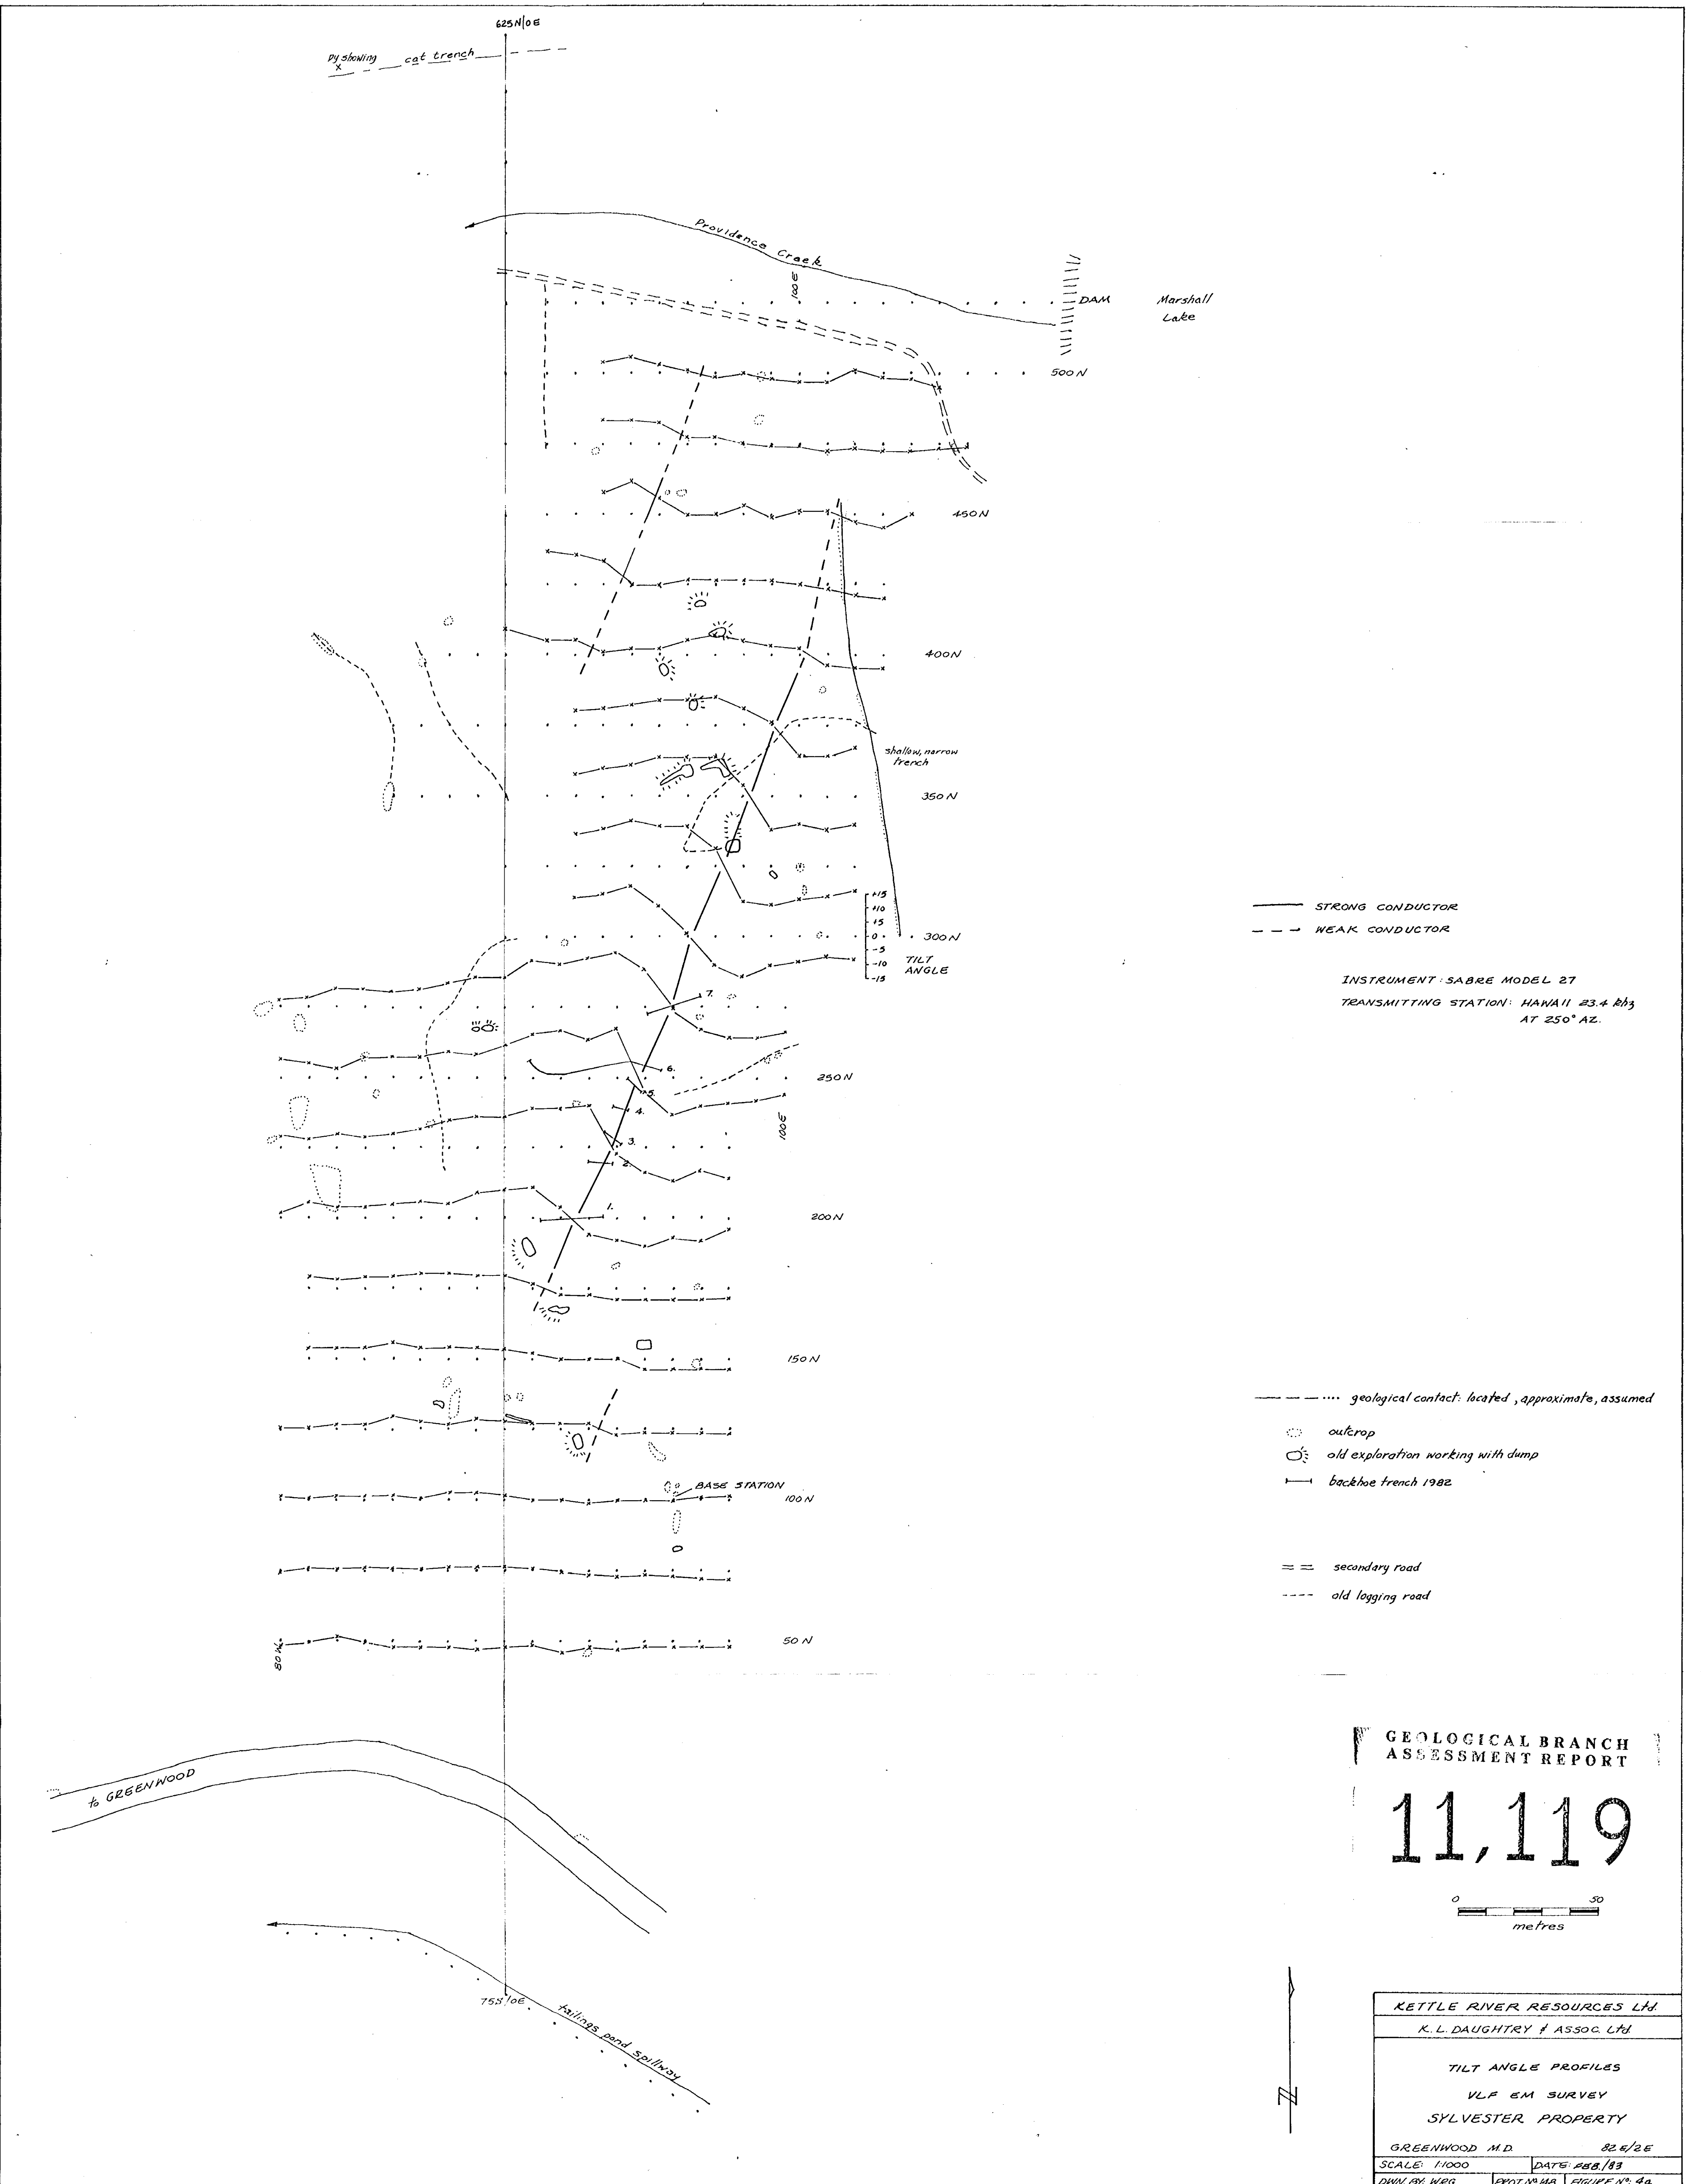 625N/0E
py showing cat trench
x
Providence Creek
100E
DAM
Marshall
Lake
500N
450N
400N
shallow, narrow
trench
350N
+15
+10
+5
0
-5
-10
-15
TILT
ANGLE
300N
STRONG CONDUCTOR
WEAK CONDUCTOR
INSTRUMENT: SABRE MODEL 27
TRANSMITTING STATION: HAWAII 23.4 khz
AT 250° AZ.
7.
6.
250N
5.
4.
100E
3.
2.
1.
200N
150N
geological contact: located, approximate, assumed
outcrop
old exploration working with dump
backhoe trench 1982
BASE STATION
100N
secondary road
old logging road
50N
80W
GEOLOGICAL BRANCH
ASSESSMENT REPORT
11,119
to GREENWOOD
0 50
metres
75S/0E
tailings pond spillway
N
KETTLE RIVER RESOURCES Ltd.
K.L. DAUGHTRY & ASSOC. Ltd.
TILT ANGLE PROFILES
VLF EM SURVEY
SYLVESTER PROPERTY
GREENWOOD M.D. 82E/2E
SCALE: 1:1000 DATE: FEB./83
DWN BY: WRG FIGURE Nº: 4a